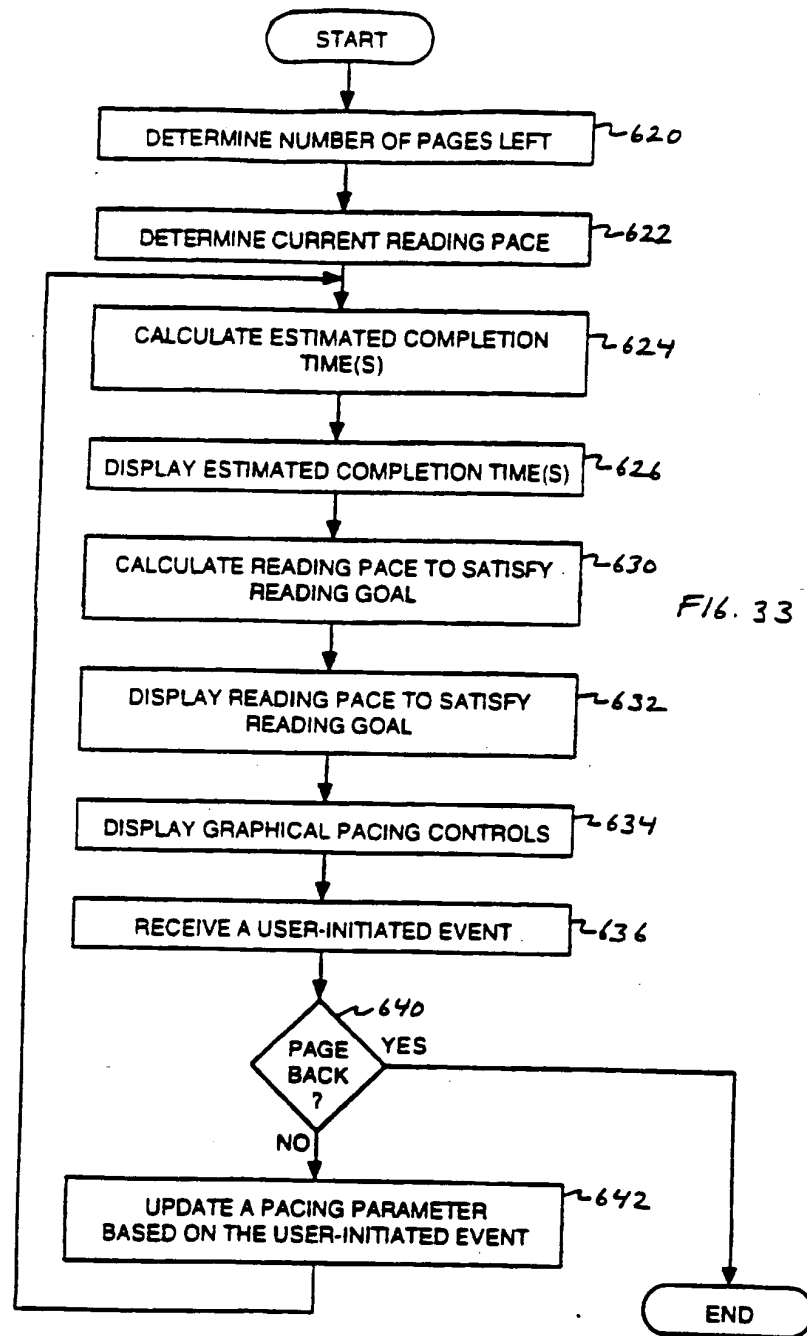 START
DETERMINE NUMBER OF PAGES LEFT 620
DETERMINE CURRENT READING PACE 622
CALCULATE ESTIMATED COMPLETION
TIME(S) 624
DISPLAY ESTIMATED COMPLETION TIME(S) 626
CALCULATE READING PACE TO SATISFY
READING GOAL 630
FIG. 33
DISPLAY READING PACE TO SATISFY
READING GOAL 632
DISPLAY GRAPHICAL PACING CONTROLS 634
RECEIVE A USER-INITIATED EVENT 636
640
PAGE
BACK
?
YES
NO
UPDATE A PACING PARAMETER
BASED ON THE USER-INITIATED EVENT 642
END